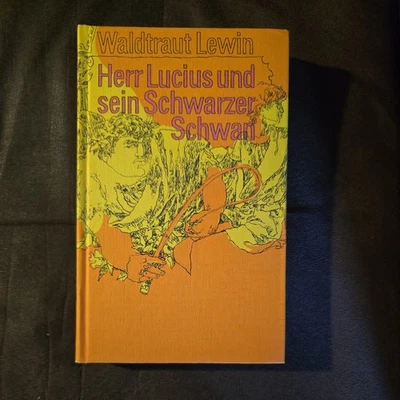 Waldtraut Lewin
Herr Lucius und
sein Schwarzer
Schwan